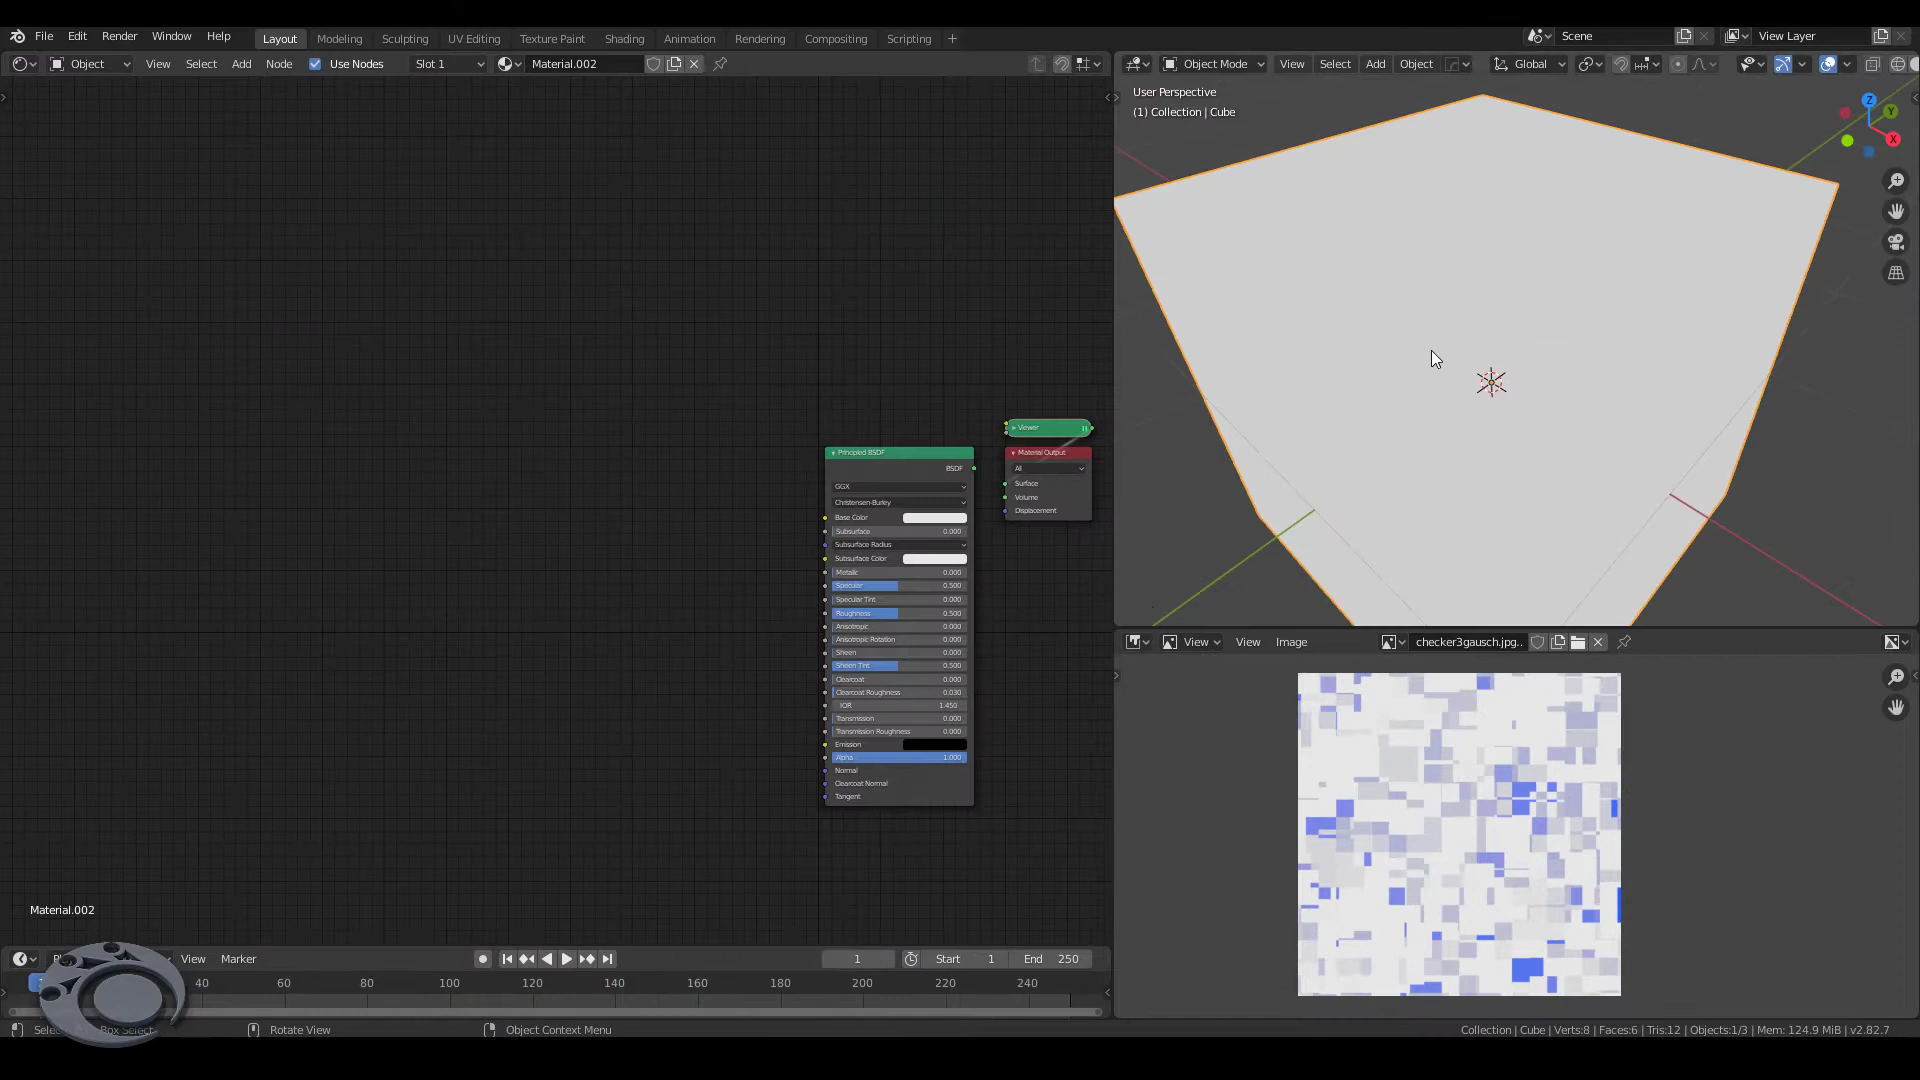 File Edit Render Window Help Layout Modeling Sculpting UV Editing Texture Paint Shading Animation Rendering Compositing Scripting Scene View Layer
Object View Select Add Node Use Nodes Slot 1 Material.002
Object Mode View Select Add Object Global
User Perspective
(1) Collection | Cube
Z
Y
X
Viewer
Principled BSDF
BSDF
GGX
Christensen-Burley
Base Color
Subsurface 0.000
Subsurface Radius
Subsurface Color
Metallic 0.000
Specular 0.500
Specular Tint 0.000
Roughness 0.500
Anisotropic 0.000
Anisotropic Rotation 0.000
Sheen 0.000
Sheen Tint 0.500
Clearcoat 0.000
Clearcoat Roughness 0.030
IOR 1.450
Transmission 0.000
Transmission Roughness 0.000
Emission
Alpha 1.000
Normal
Clearcoat Normal
Tangent
Material Output
All
Surface
Volume
Displacement
View View Image checker3gausch.jpg..
Material.002
View Marker 1 Start 1 End 250
40 60 80 100 120 140 160 180 200 220 240
Box Select Rotate View Object Context Menu
Collection | Cube | Verts:8 | Faces:6 | Tris:12 | Objects:1/3 | Mem: 124.9 MiB | v2.82.7